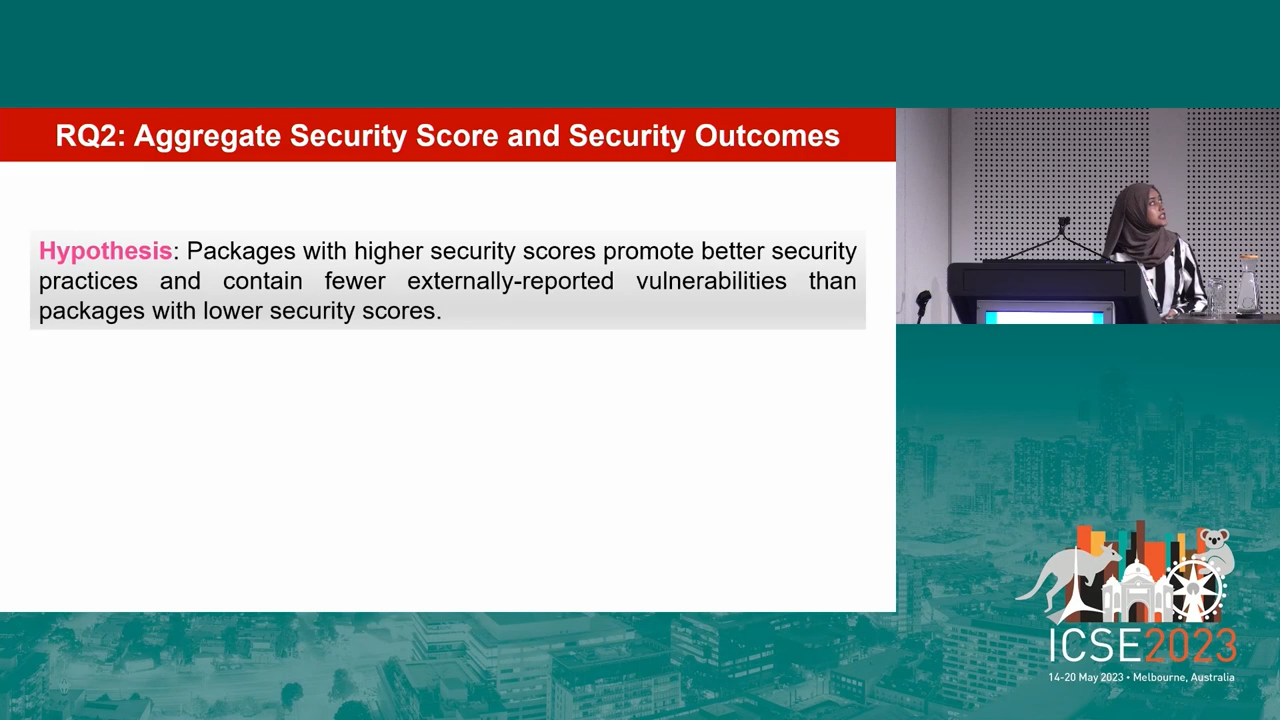 RQ2: Aggregate Security Score and Security Outcomes
Hypothesis: Packages with higher security scores promote better security
practices and contain fewer externally-reported vulnerabilities than
packages with lower security scores.
ICSE2023
14-20 May 2023 • Melbourne, Australia